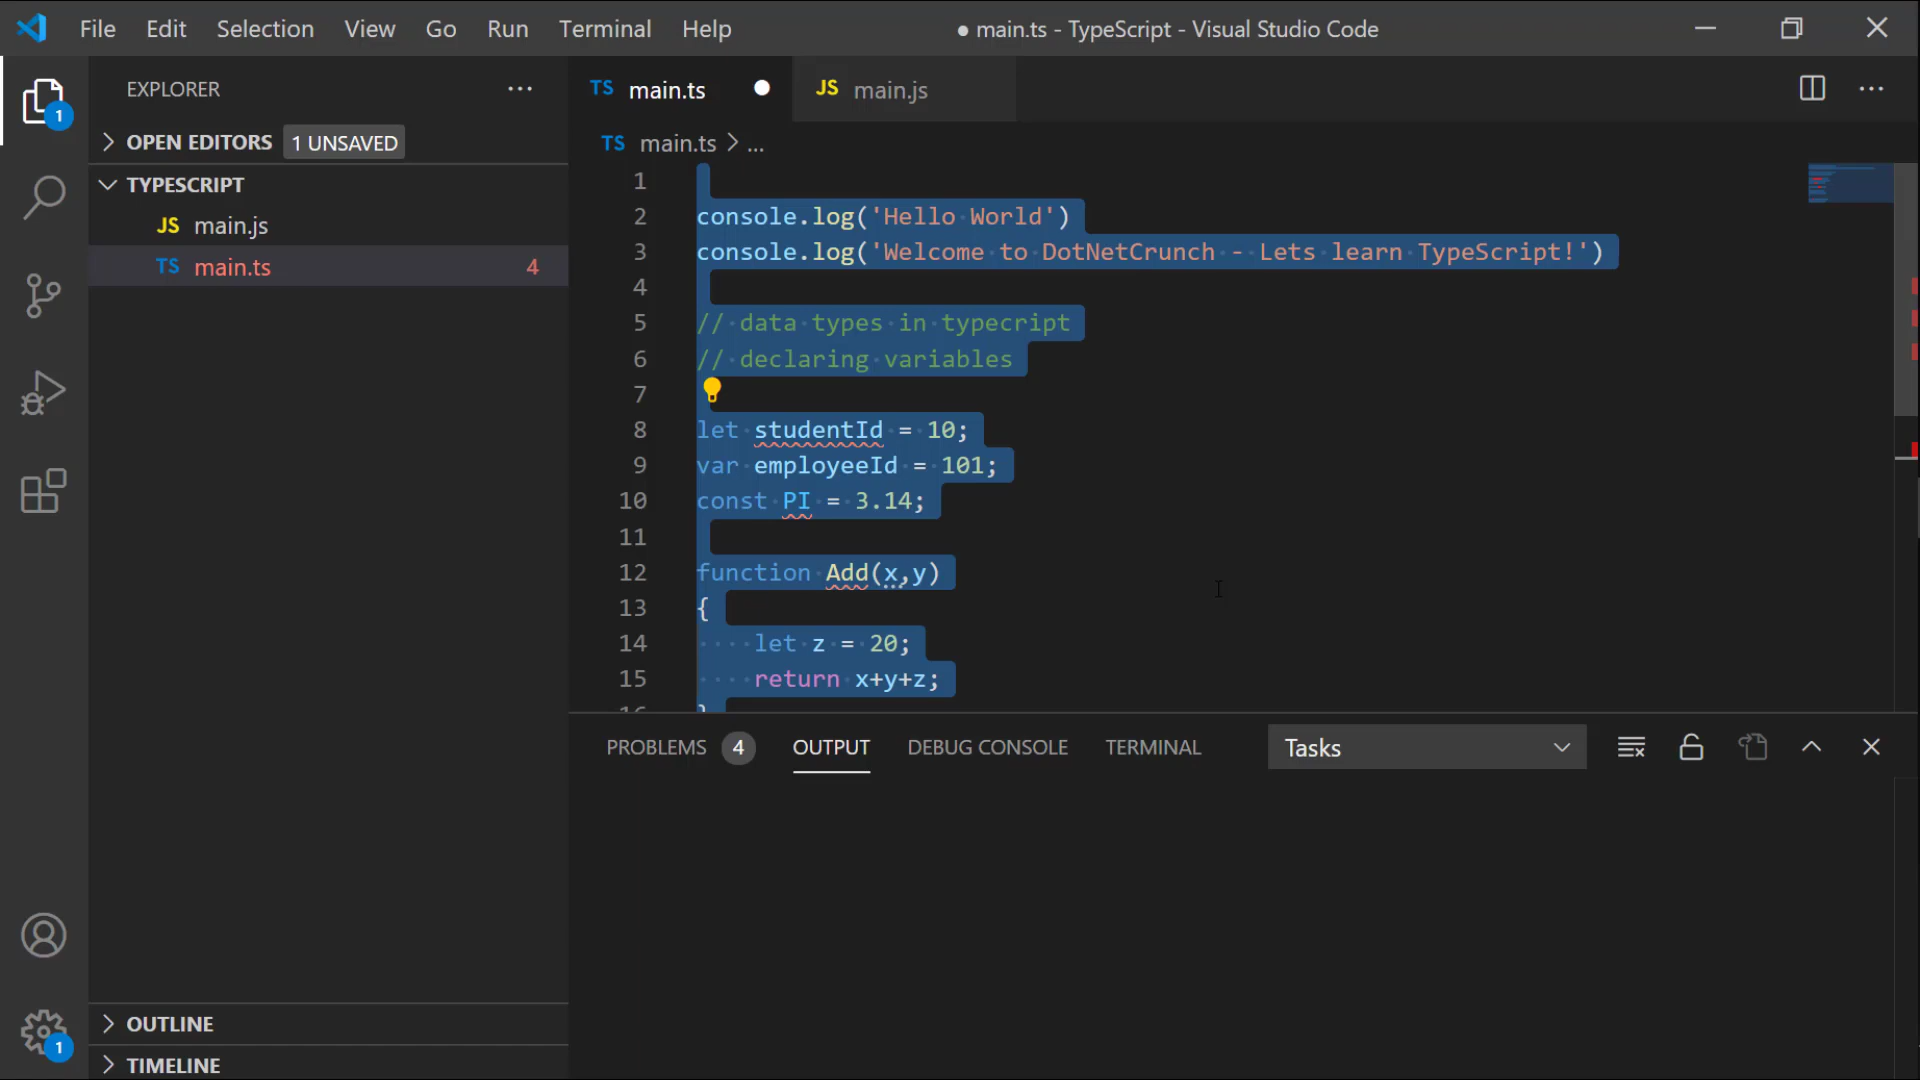 File Edit Selection View Go Run Terminal Help
● main.ts - TypeScript - Visual Studio Code
EXPLORER ···
OPEN EDITORS 1 UNSAVED
TYPESCRIPT
JS main.js
TS main.ts 4
TS main.ts ●
JS main.js
TS main.ts > ...
1
2 console.log('Hello World')
3 console.log('Welcome to DotNetCrunch - Lets learn TypeScript!')
4
5 // data types in typecript
6 // declaring variables
7
8 let studentId = 10;
9 var employeeId = 101;
10 const PI = 3.14;
11
12 function Add(x,y)
13 {
14 let z = 20;
15 return x+y+z;
16 }
PROBLEMS 4 OUTPUT DEBUG CONSOLE TERMINAL Tasks
1
1
OUTLINE
TIMELINE